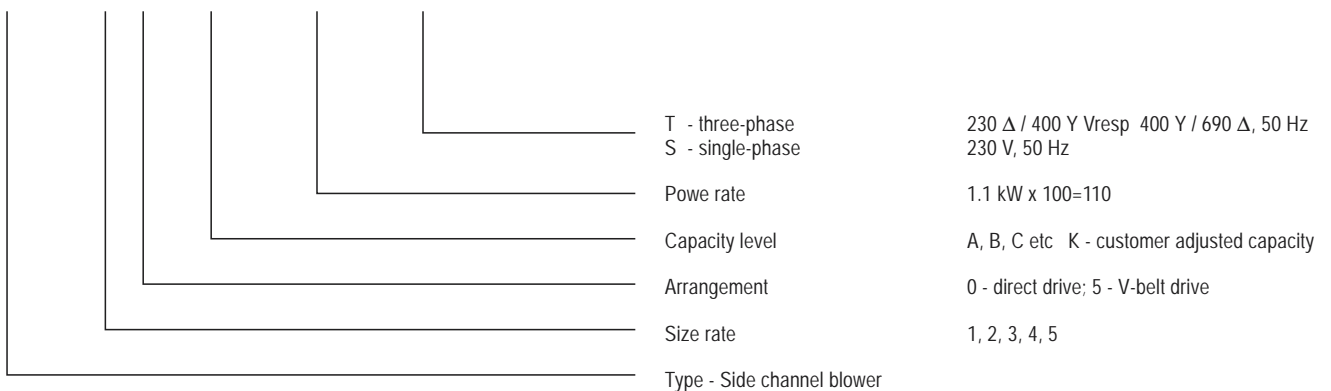 T - three-phase 230 Δ / 400 Y Vresp 400 Y / 690 Δ, 50 Hz
S - single-phase 230 V, 50 Hz
Powe rate 1.1 kW x 100=110
Capacity level A, B, C etc K - customer adjusted capacity
Arrangement 0 - direct drive; 5 - V-belt drive
Size rate 1, 2, 3, 4, 5
Type - Side channel blower